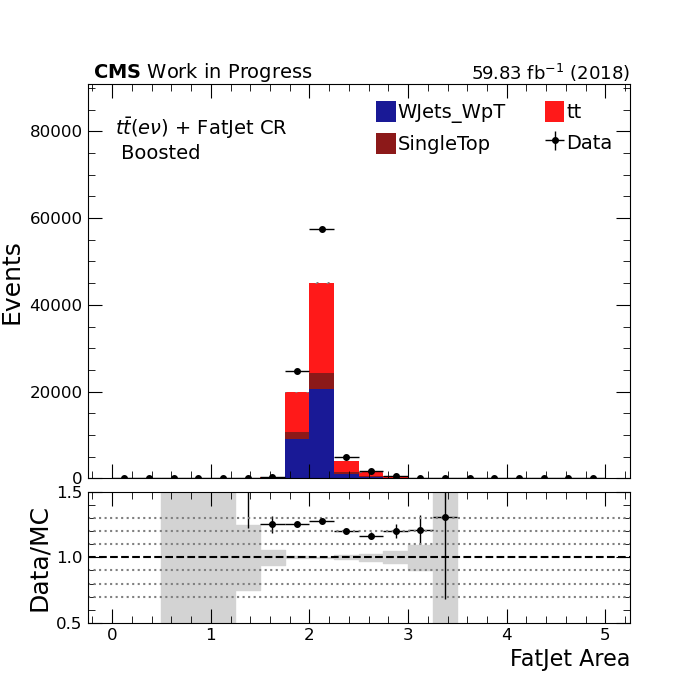 CMS Work in Progress 59.83 fb⁻¹ (2018)
tt̄(eν) + FatJet CR
Boosted
WJets_WpT tt
SingleTop Data
Events
80000
60000
40000
20000
0
Data/MC
1.5
1.0
0.5
0 1 2 3 4 5
FatJet Area